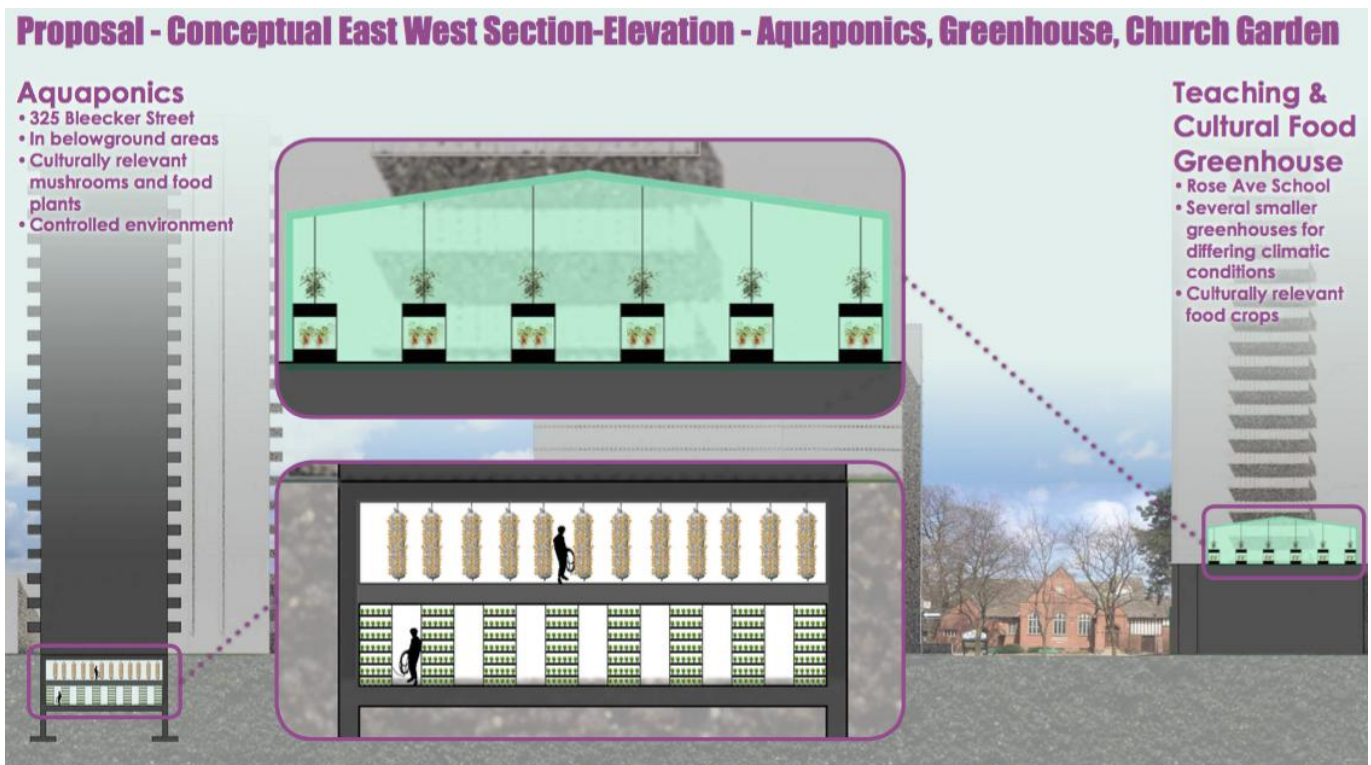 Proposal - Conceptual East West Section-Elevation - Aquaponics, Greenhouse, Church Garden
Aquaponics
• 325 Bleecker Street
• In belowground areas
• Culturally relevant
mushrooms and food
plants
• Controlled environment
Teaching &
Cultural Food
Greenhouse
• Rose Ave School
• Several smaller
greenhouses for
differing climatic
conditions
• Culturally relevant
food crops